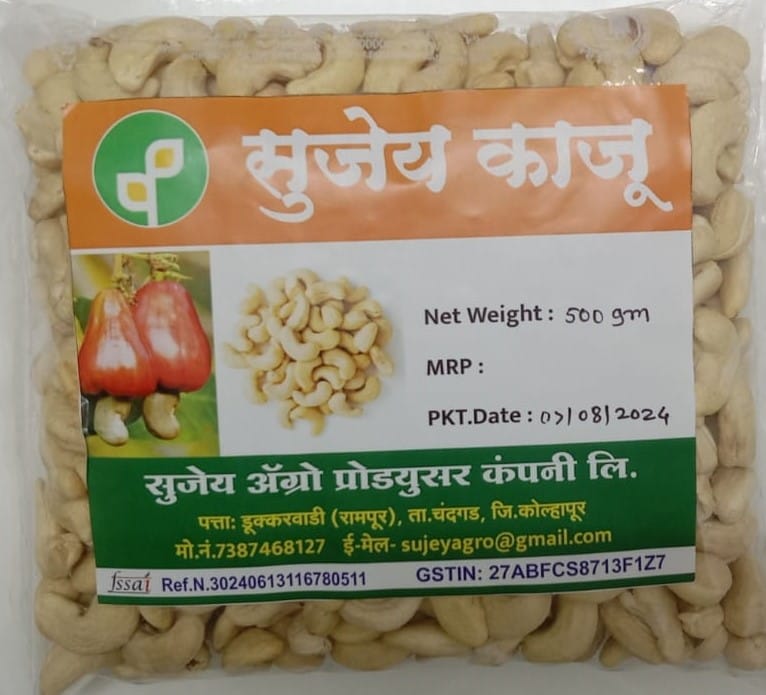 सुजेय काजू
Net Weight : 500 gm
MRP :
PKT.Date : 07/08/2024
सुजेय ॲग्रो प्रोडयुसर कंपनी लि.
पत्ता: डूक्करवाडी (रामपूर), ता.चंदगड, जि.कोल्हापूर
मो.नं.7387468127 ई-मेल- sujeyagro@gmail.com
fssai Ref.N.30240613116780511 GSTIN: 27ABFCS8713F1Z7